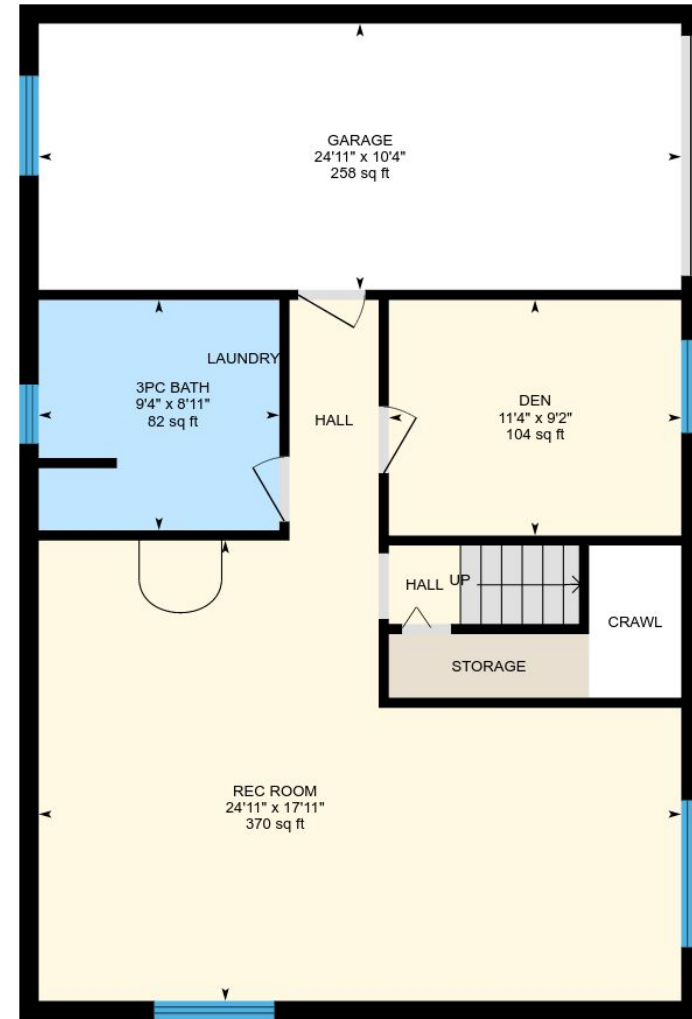 GARAGE
24'11" x 10'4"
258 sq ft
LAUNDRY
3PC BATH
9'4" x 8'11"
82 sq ft
HALL
DEN
11'4" x 9'2"
104 sq ft
HALL
UP
CRAWL
STORAGE
REC ROOM
24'11" x 17'11"
370 sq ft